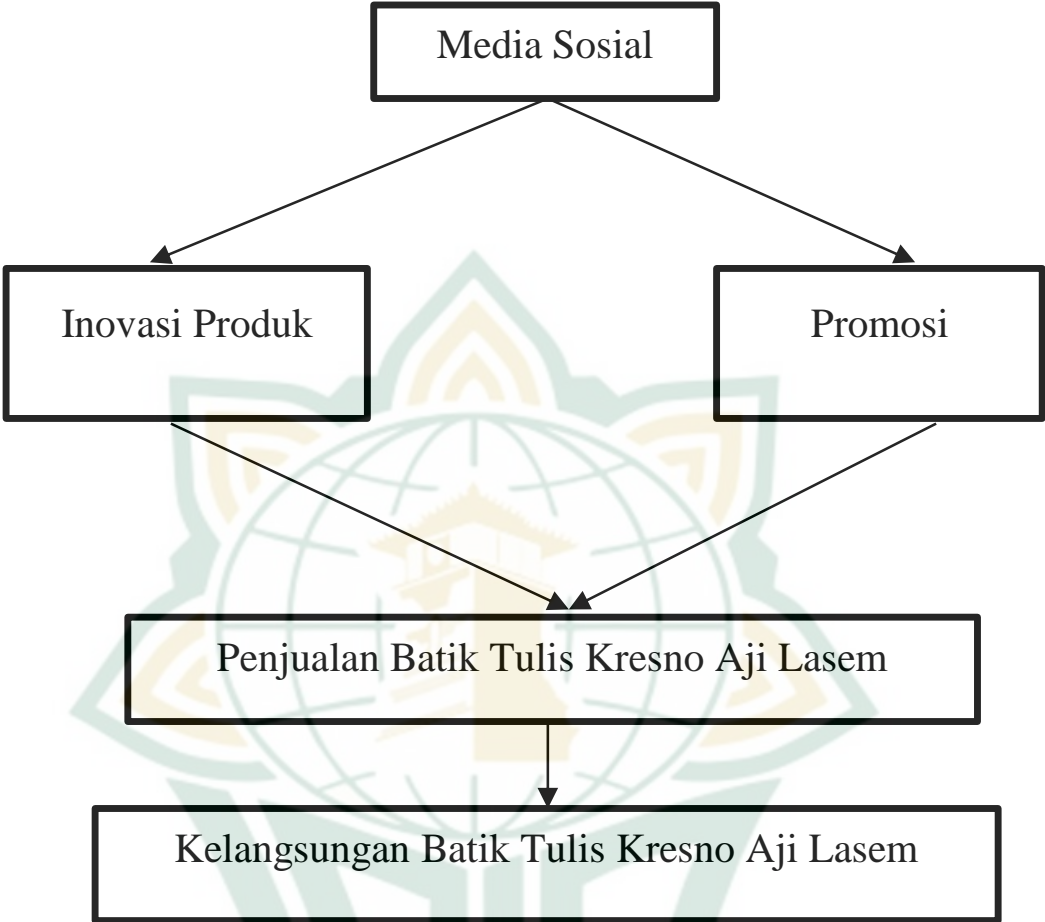 Media Sosial
Inovasi Produk
Promosi
Penjualan Batik Tulis Kresno Aji Lasem
Kelangsungan Batik Tulis Kresno Aji Lasem